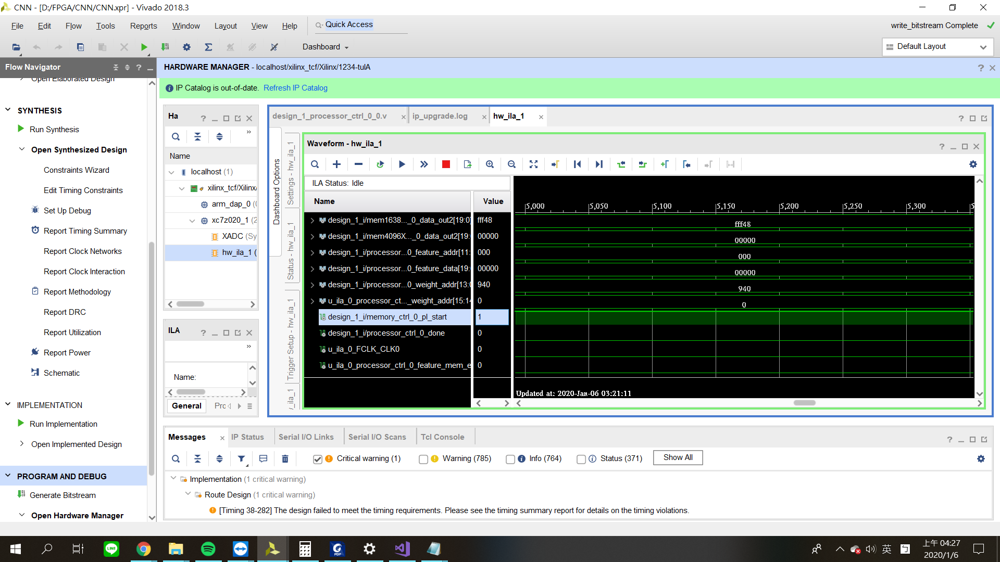 CNN - [D:/FPGA/CNN/CNN.xpr] - Vivado 2018.3
File Edit Flow Tools Reports Window Layout View Help Quick Access
write_bitstream Complete
Dashboard
Default Layout
Flow Navigator
HARDWARE MANAGER - localhost/xilinx_tcf/Xilinx/1234-tulA
Open Elaborated Design
IP Catalog is out-of-date. Refresh IP Catalog
SYNTHESIS
Run Synthesis
Open Synthesized Design
Constraints Wizard
Edit Timing Constraints
Set Up Debug
Report Timing Summary
Report Clock Networks
Report Clock Interaction
Report Methodology
Report DRC
Report Utilization
Report Power
Schematic
IMPLEMENTATION
Run Implementation
Open Implemented Design
PROGRAM AND DEBUG
Generate Bitstream
Open Hardware Manager
Ha
Name
localhost (1)
xilinx_tcf/Xilinx/
arm_dap_0 (0
xc7z020_1 (2
XADC (Sy
hw_ila_1 (
ILA
Name:
General
Pro
design_1_processor_ctrl_0_0.v
ip_upgrade.log
hw_ila_1
Dashboard Options
Settings - hw_ila_1
Status - hw_ila_1
Trigger Setup - hw_ila_1
/_ila_1
Waveform - hw_ila_1
ILA Status: Idle
Name Value
5,000 5,050 5,100 5,150 5,200 5,250 5,300 5
design_1_i/mem1638..._0_data_out2[19:0] fff48 fff48
design_1_i/mem4096X..._0_data_out2[19: 00000 00000
design_1_i/processor...0_feature_addr[11: 000 000
design_1_i/processor...0_feature_data[19: 00000 00000
design_1_i/processor...0_weight_addr[13:0 940 940
u_ila_0_processor_ct..._weight_addr[15:14 0 0
design_1_i/memory_ctrl_0_pl_start 1
design_1_i/processor_ctrl_0_done 0
u_ila_0_FCLK_CLK0 0
u_ila_0_processor_ctrl_0_feature_mem_e 0
Updated at: 2020-Jan-06 03:21:11
Messages IP Status Serial I/O Links Serial I/O Scans Tcl Console
Critical warning (1) Warning (785) Info (764) Status (371) Show All
Implementation (1 critical warning)
Route Design (1 critical warning)
[Timing 38-282] The design failed to meet the timing requirements. Please see the timing summary report for details on the timing violations.
LINE
PDF
英
上午 04:27
2020/1/6